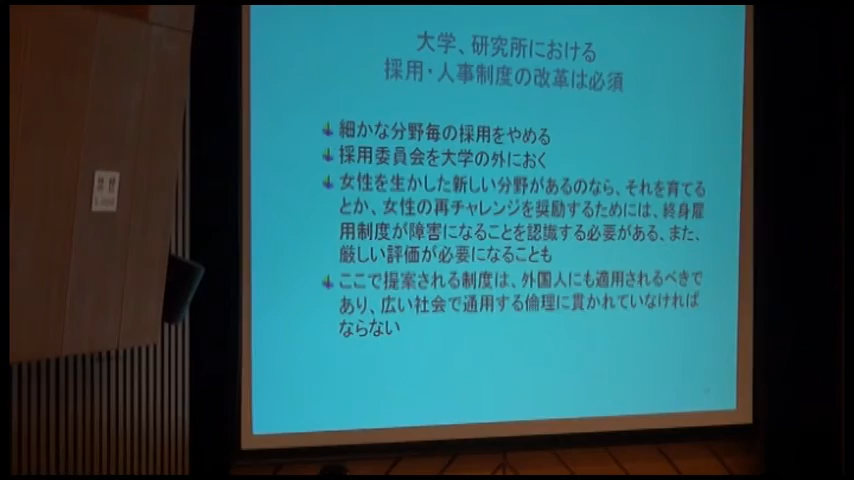 大学、研究所における
採用・人事制度の改革は必須
細かな分野毎の採用をやめる
採用委員会を大学の外におく
女性を生かした新しい分野があるのなら、それを育てる
とか、女性の再チャレンジを奨励するためには、終身雇
用制度が障害になることを認識する必要がある、また、
厳しい評価が必要になることも
ここで提案される制度は、外国人にも適用されるべきで
あり、広い社会で通用する倫理に貫かれていなければ
ならない